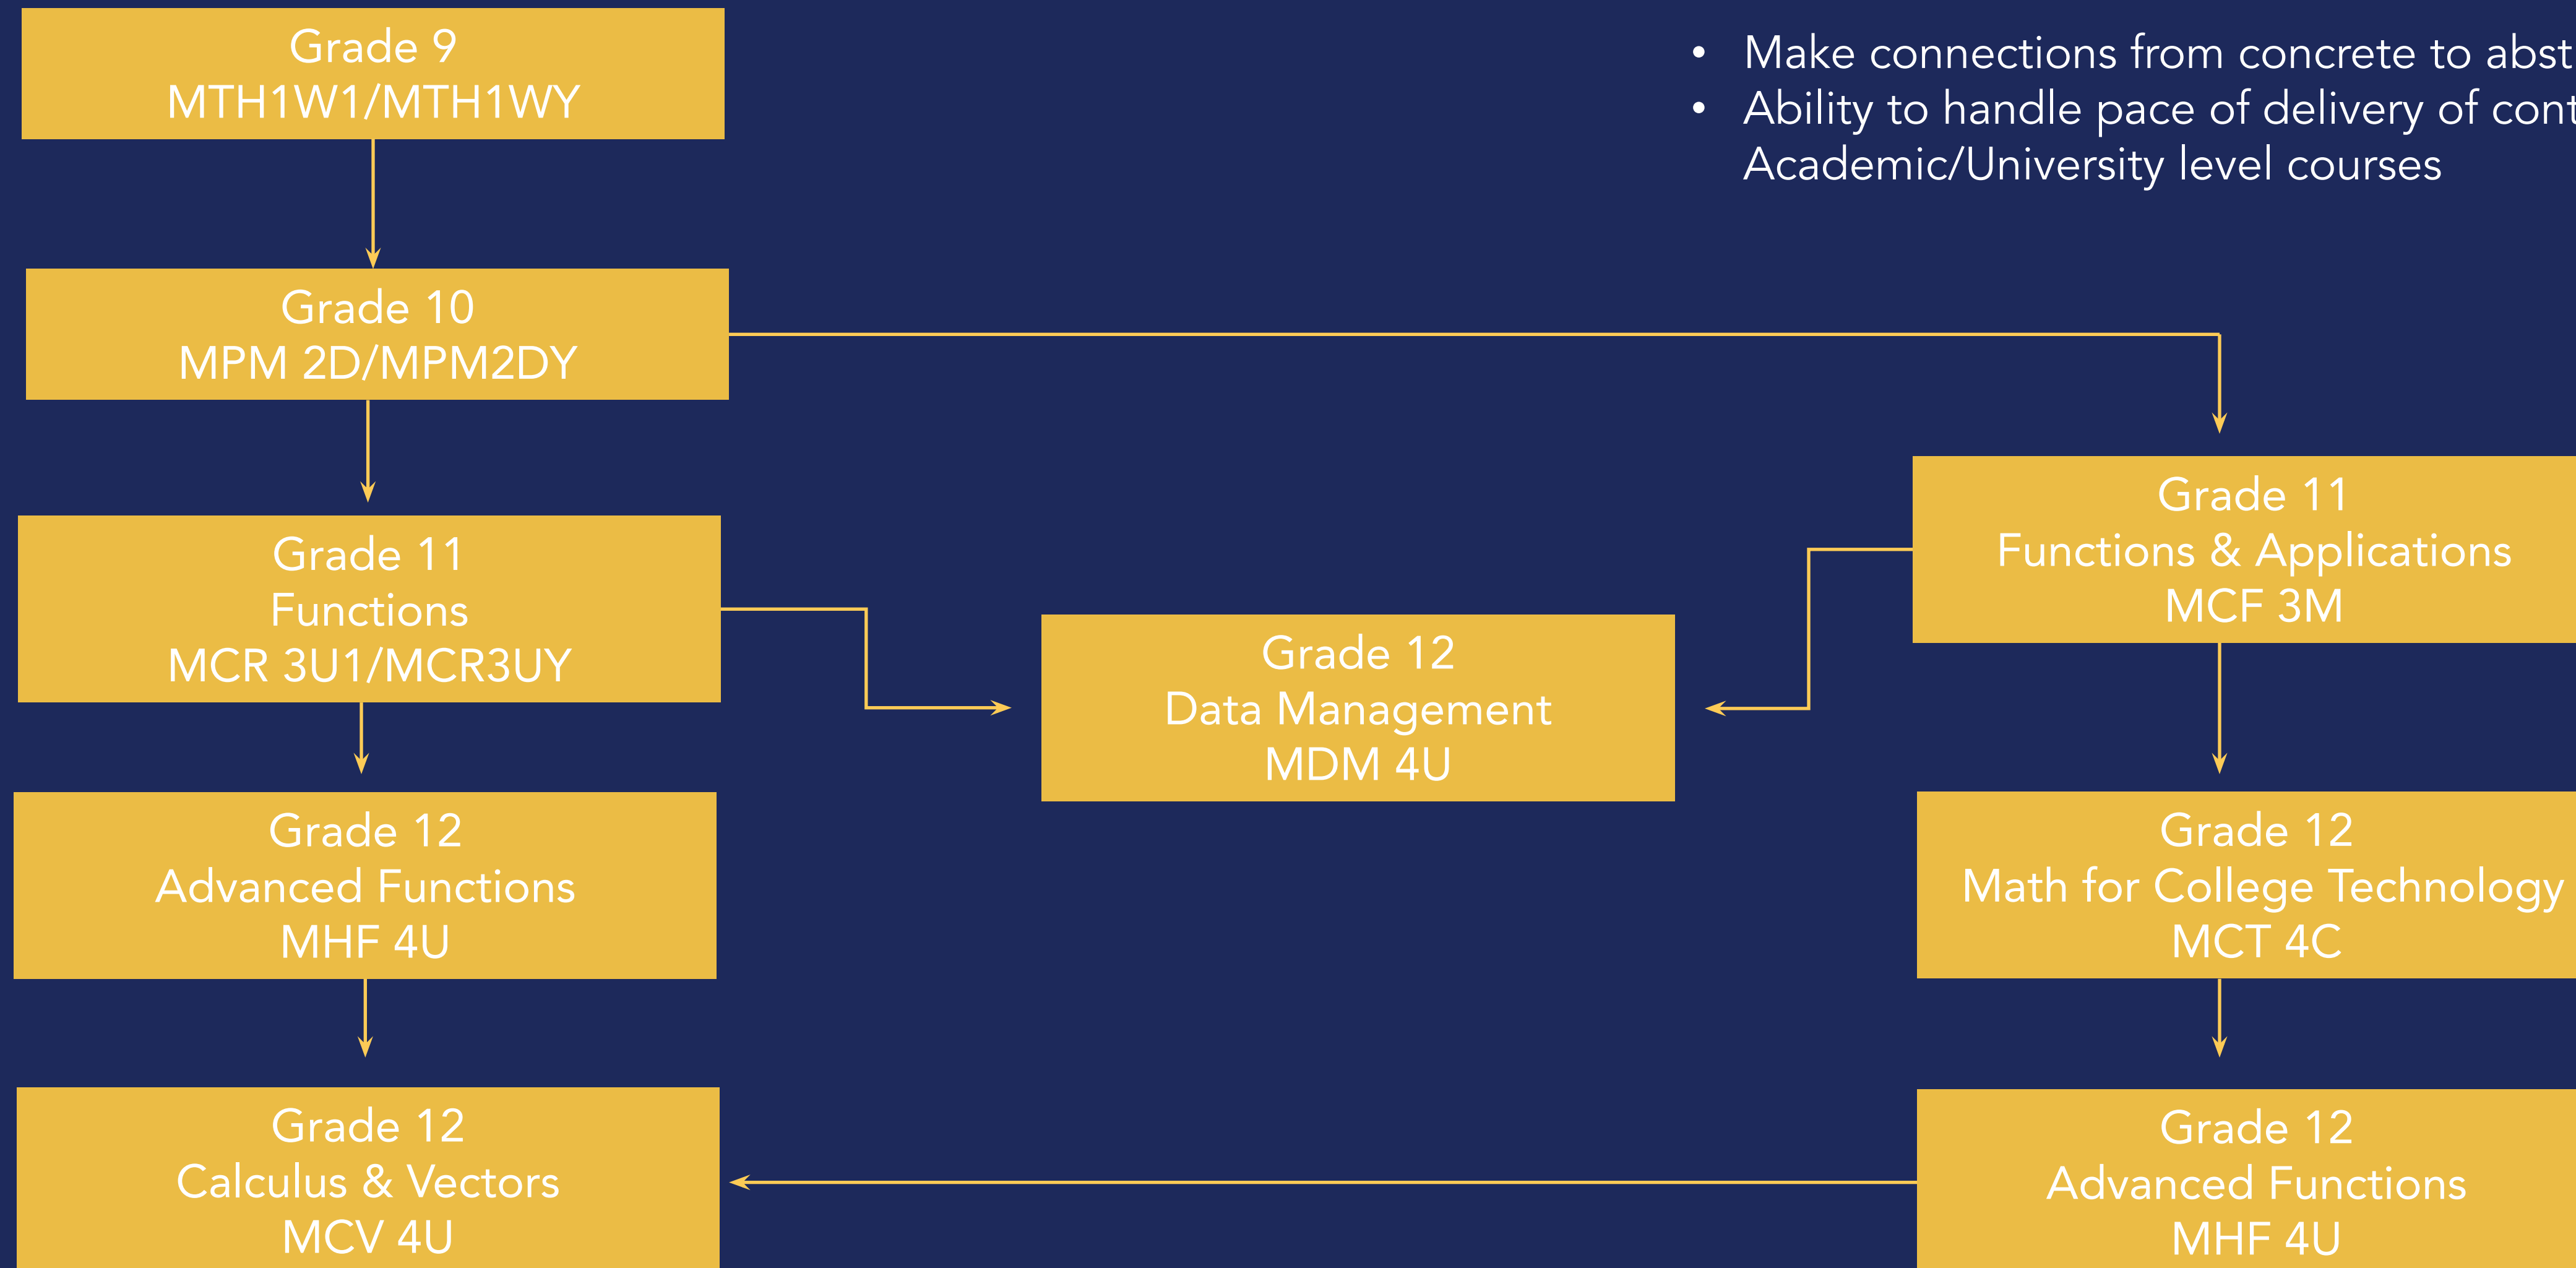 Grade 9
MTH1W1/MTH1WY
• Make connections from concrete to abst
• Ability to handle pace of delivery of cont
Academic/University level courses
Grade 10
MPM 2D/MPM2DY
Grade 11
Functions
MCR 3U1/MCR3UY
Grade 12
Data Management
MDM 4U
Grade 11
Functions & Applications
MCF 3M
Grade 12
Advanced Functions
MHF 4U
Grade 12
Math for College Technology
MCT 4C
Grade 12
Calculus & Vectors
MCV 4U
Grade 12
Advanced Functions
MHF 4U